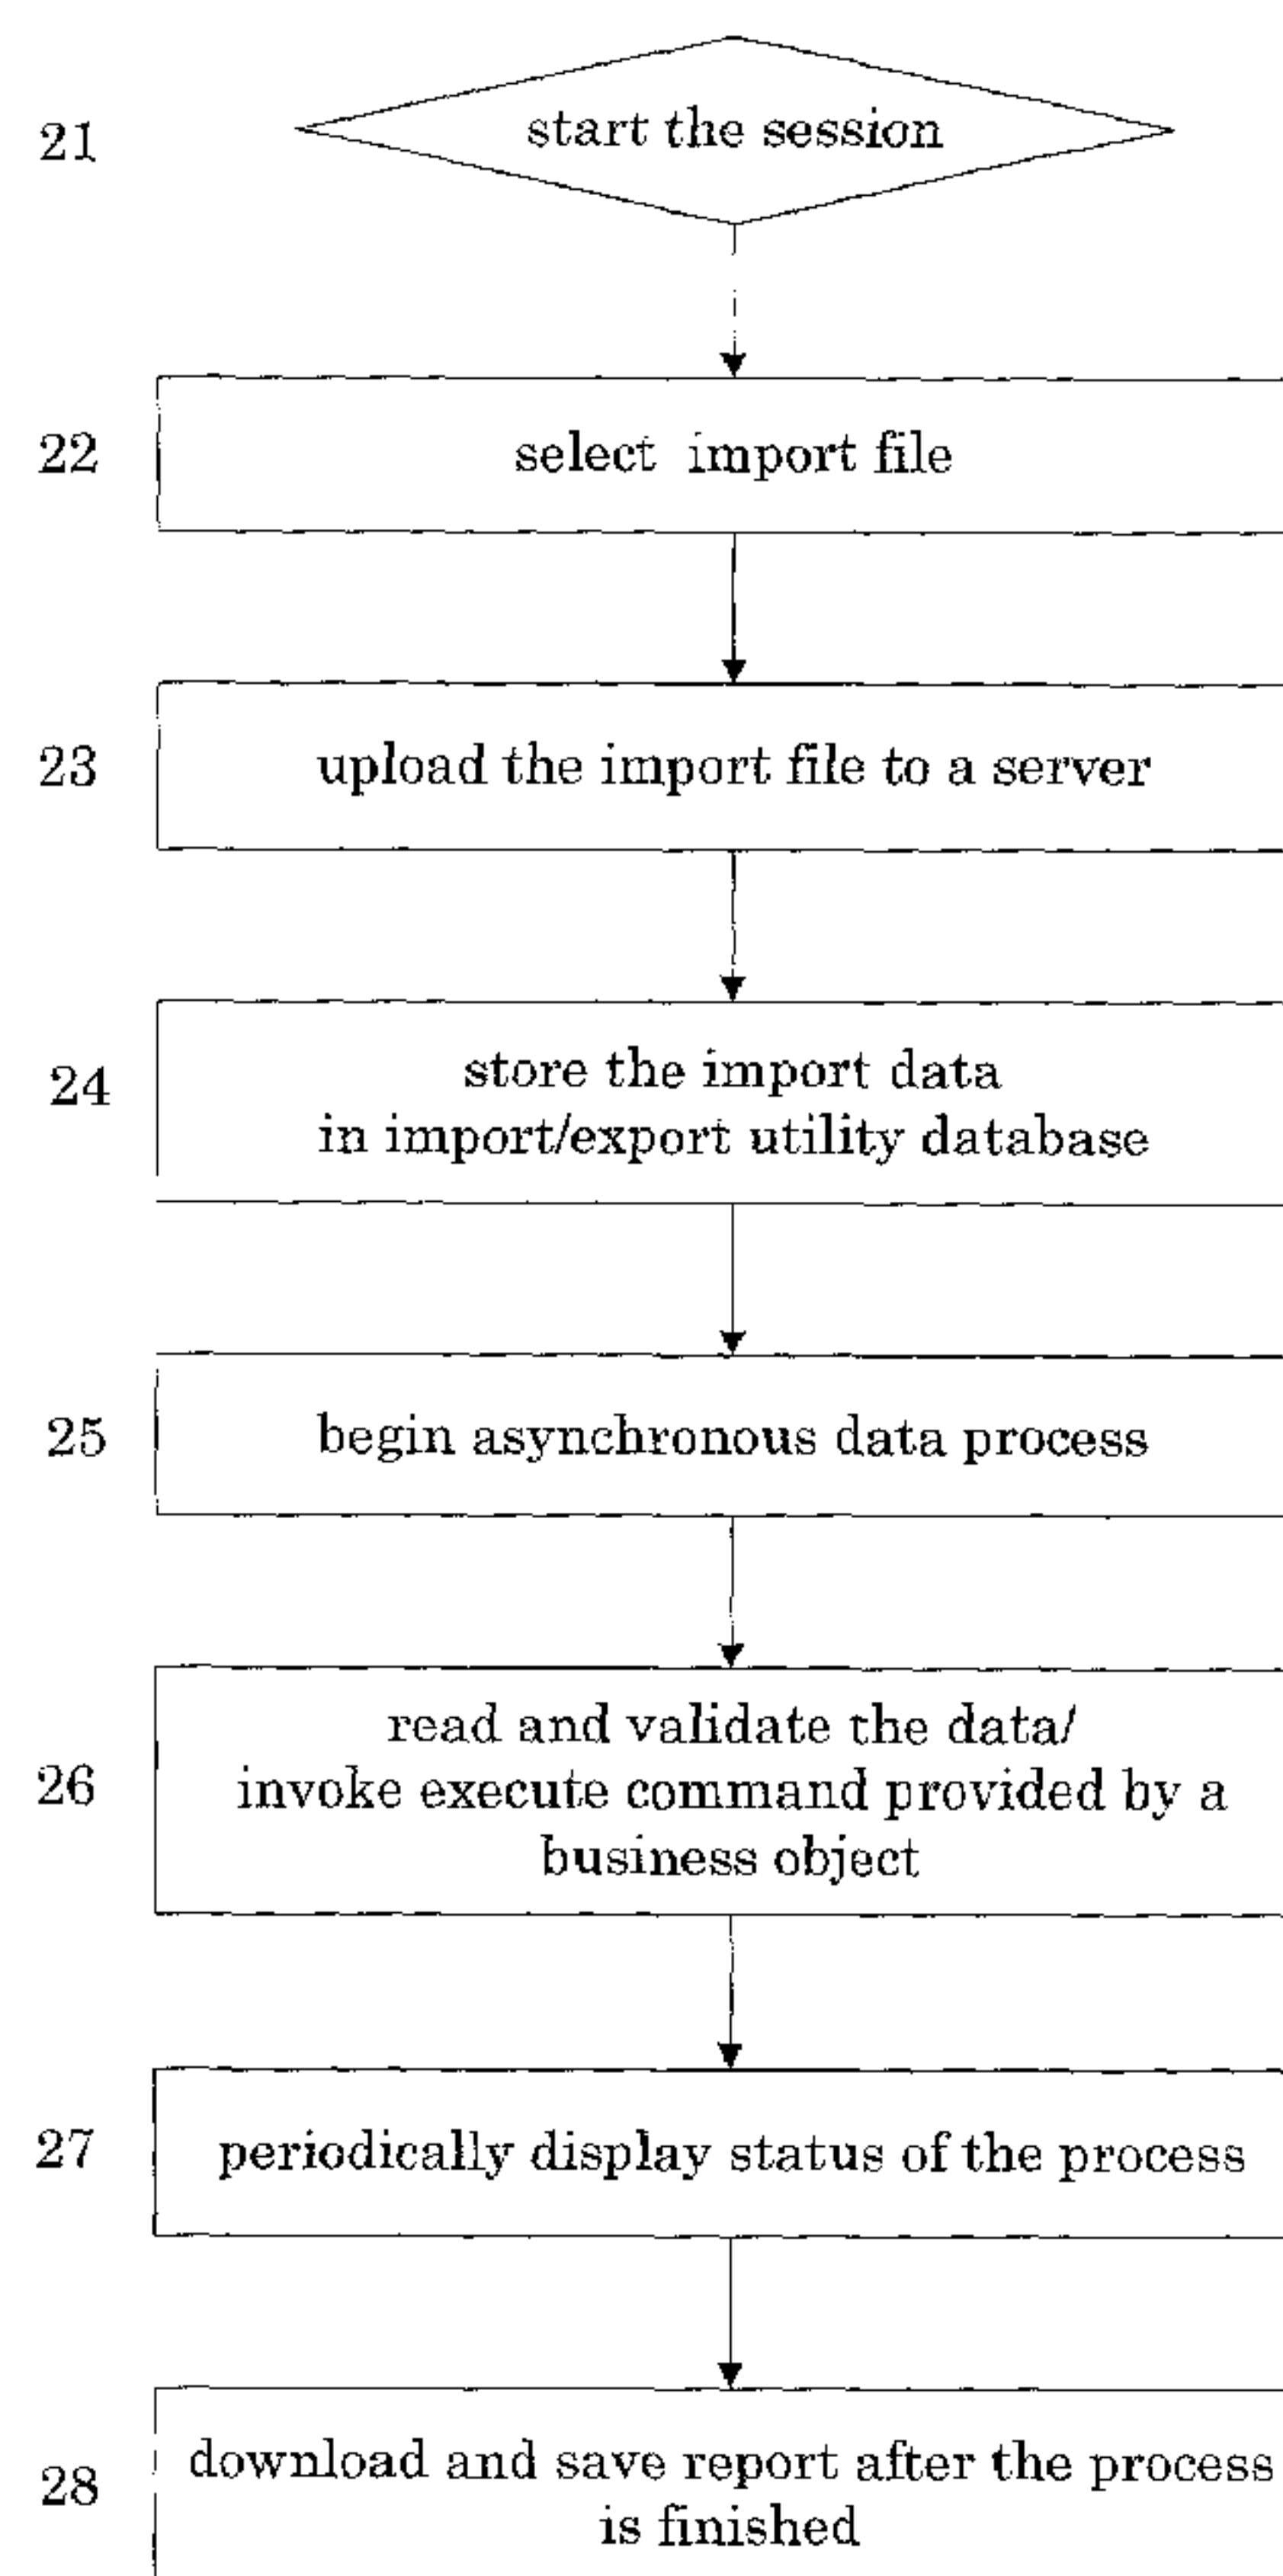 21
start the session
22
select import file
23
upload the import file to a server
24
store the import data
in import/export utility database
25
begin asynchronous data process
26
read and validate the data/
invoke execute command provided by a
business object
27
periodically display status of the process
28
download and save report after the process
is finished